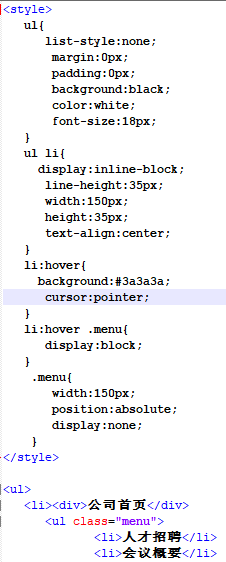 <style>
ul{
list-style:none;
margin:0px;
padding:0px;
background:black;
color:white;
font-size:18px;
}
ul li{
display:inline-block;
line-height:35px;
width:150px;
height:35px;
text-align:center;
}
li:hover{
background:#3a3a3a;
cursor:pointer;
}
li:hover .menu{
display:block;
}
.menu{
width:150px;
position:absolute;
display:none;
}
</style>
<ul>
<li><div>公司首页</div>
<ul class="menu">
<li>人才招聘</li>
<li>会议概要</li>